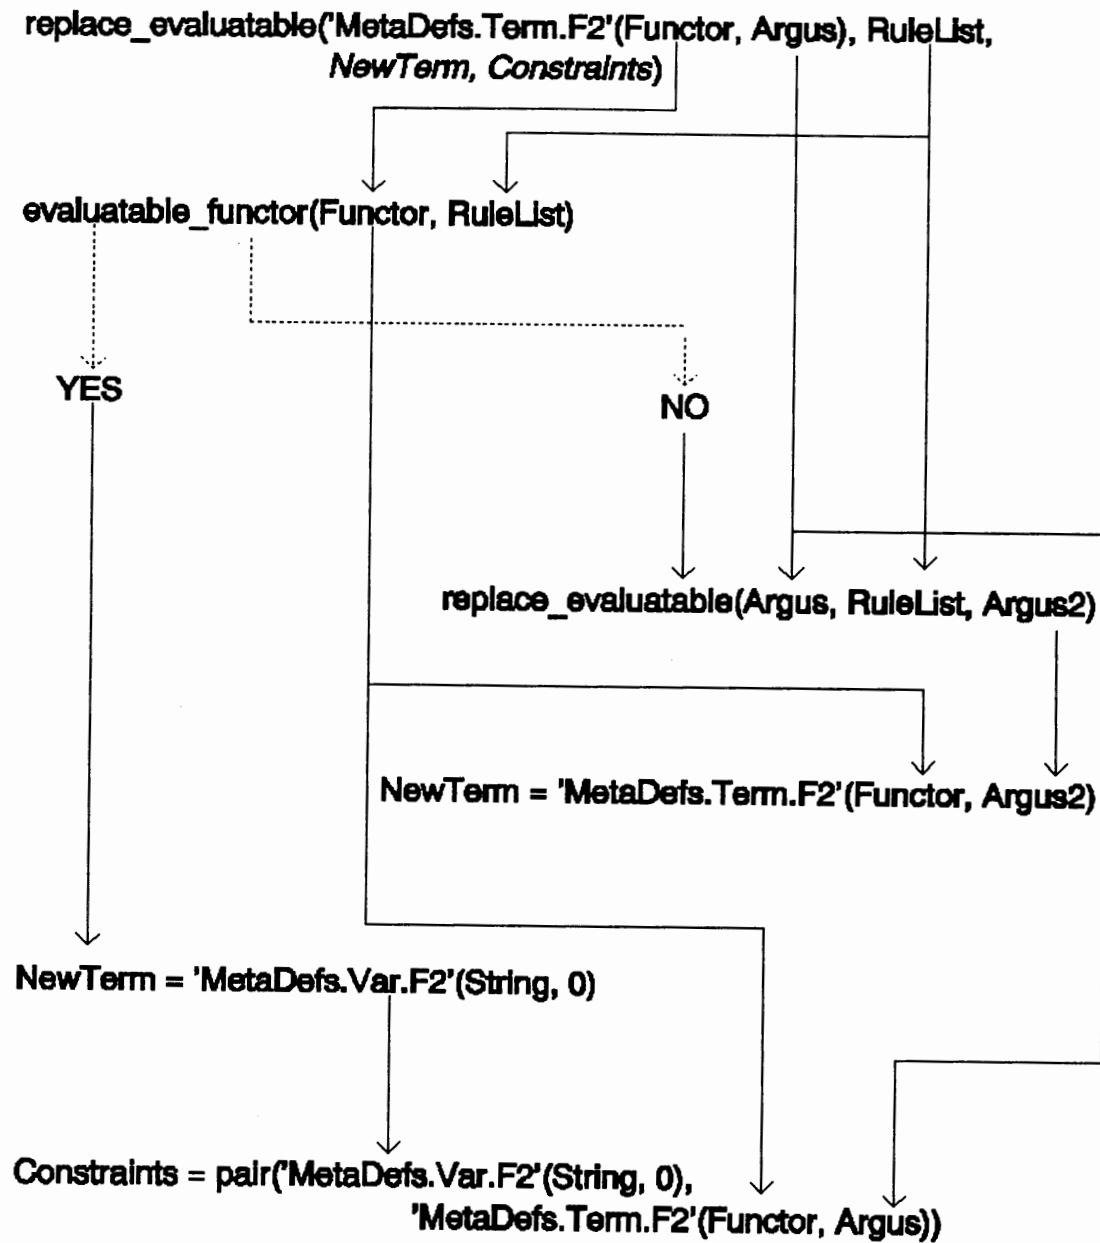 replace_evaluatable('MetaDefs.Term.F2'(Functor, Argus), RuleList,
NewTerm, Constraints)
evaluatable_functor(Functor, RuleList)
YES
NO
replace_evaluatable(Argus, RuleList, Argus2)
NewTerm = 'MetaDefs.Term.F2'(Functor, Argus2)
NewTerm = 'MetaDefs.Var.F2'(String, 0)
Constraints = pair('MetaDefs.Var.F2'(String, 0),
'MetaDefs.Term.F2'(Functor, Argus))